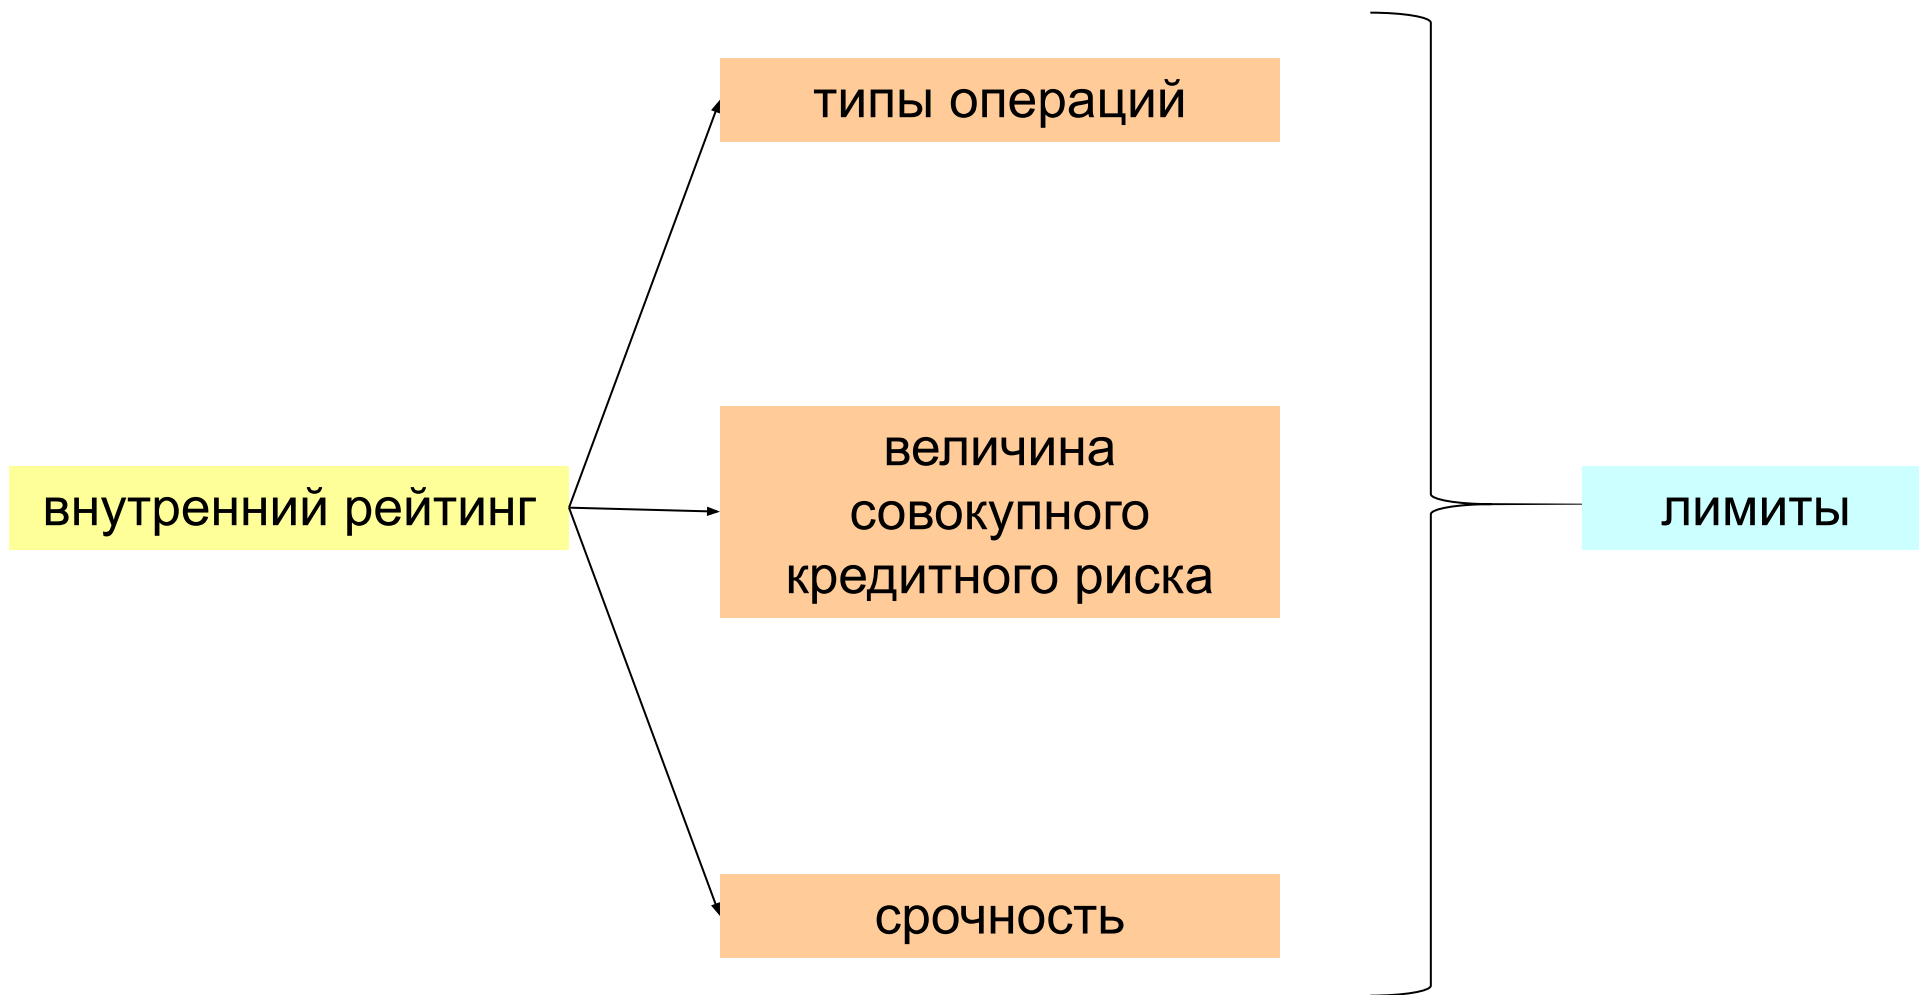 типы операций
внутренний рейтинг
величина
совокупного
кредитного риска
срочность
лимиты